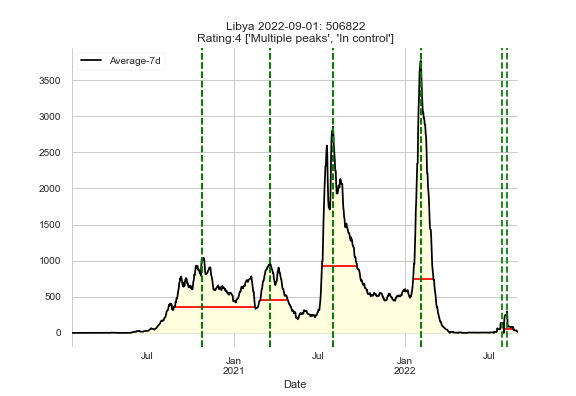 Libya 2022-09-01: 506822
Rating:4 ['Multiple peaks', 'In control']
Average-7d
3500
3000
2500
2000
1500
1000
500
0
Jul
Jan
2021
Jul
Jan
2022
Jul
Date